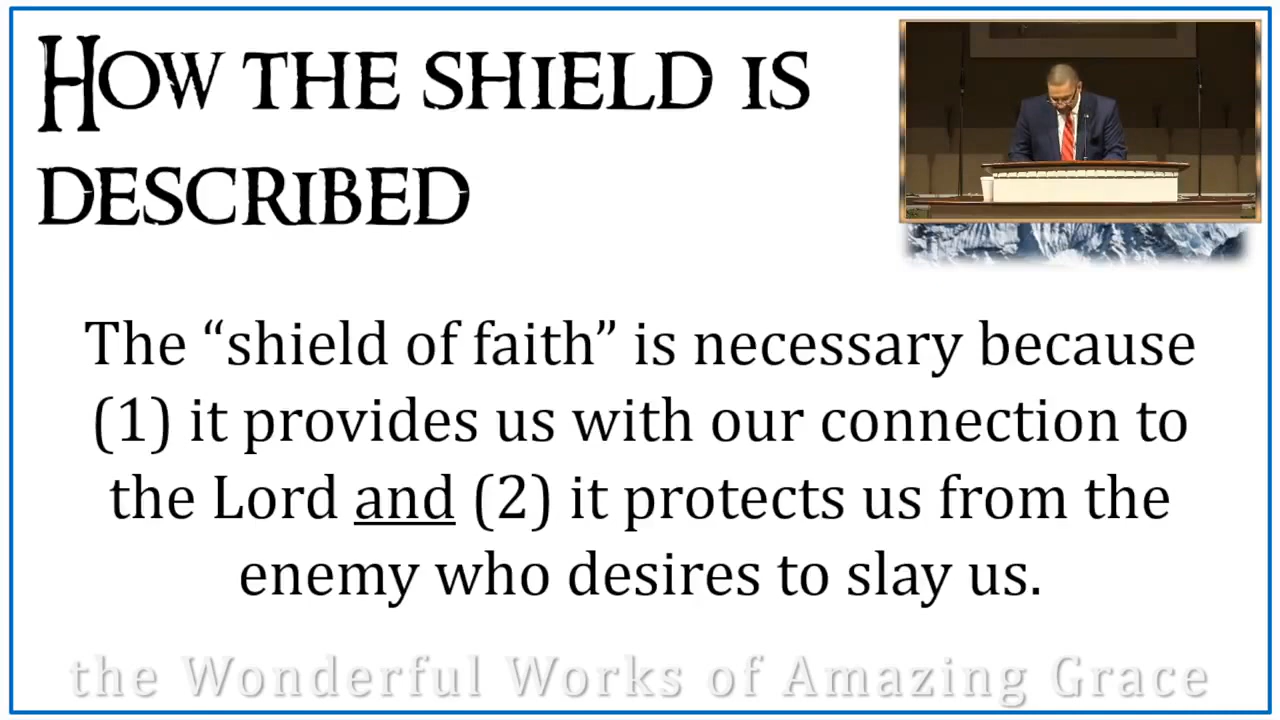 How the shield is
described
The “shield of faith” is necessary because
(1) it provides us with our connection to
the Lord and (2) it protects us from the
enemy who desires to slay us.
the Wonderful Works of Amazing Grace